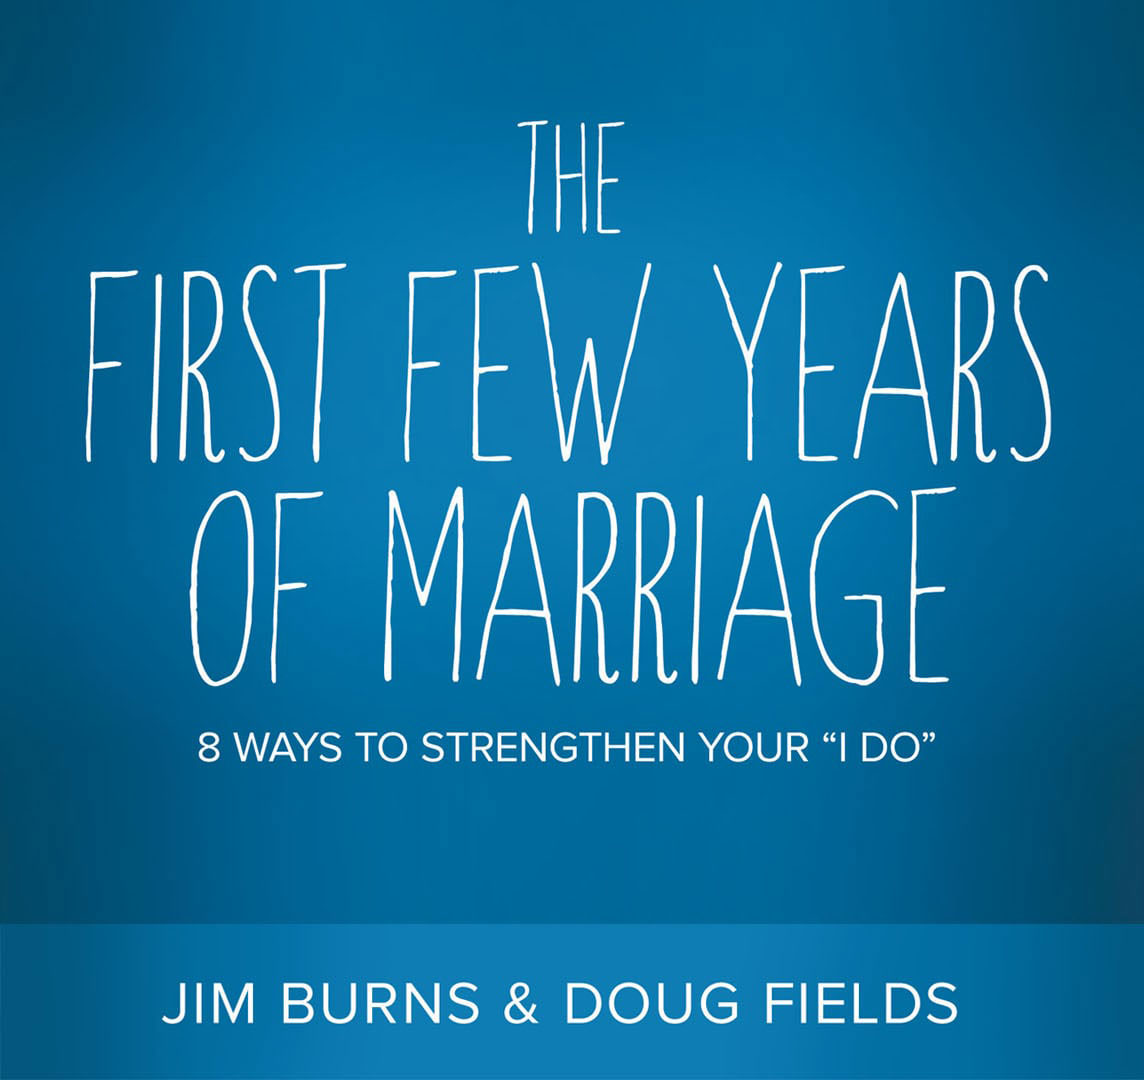 THE
FIRST FEW YEARS
OF MARRIAGE
8 WAYS TO STRENGTHEN YOUR “I DO”
JIM BURNS & DOUG FIELDS